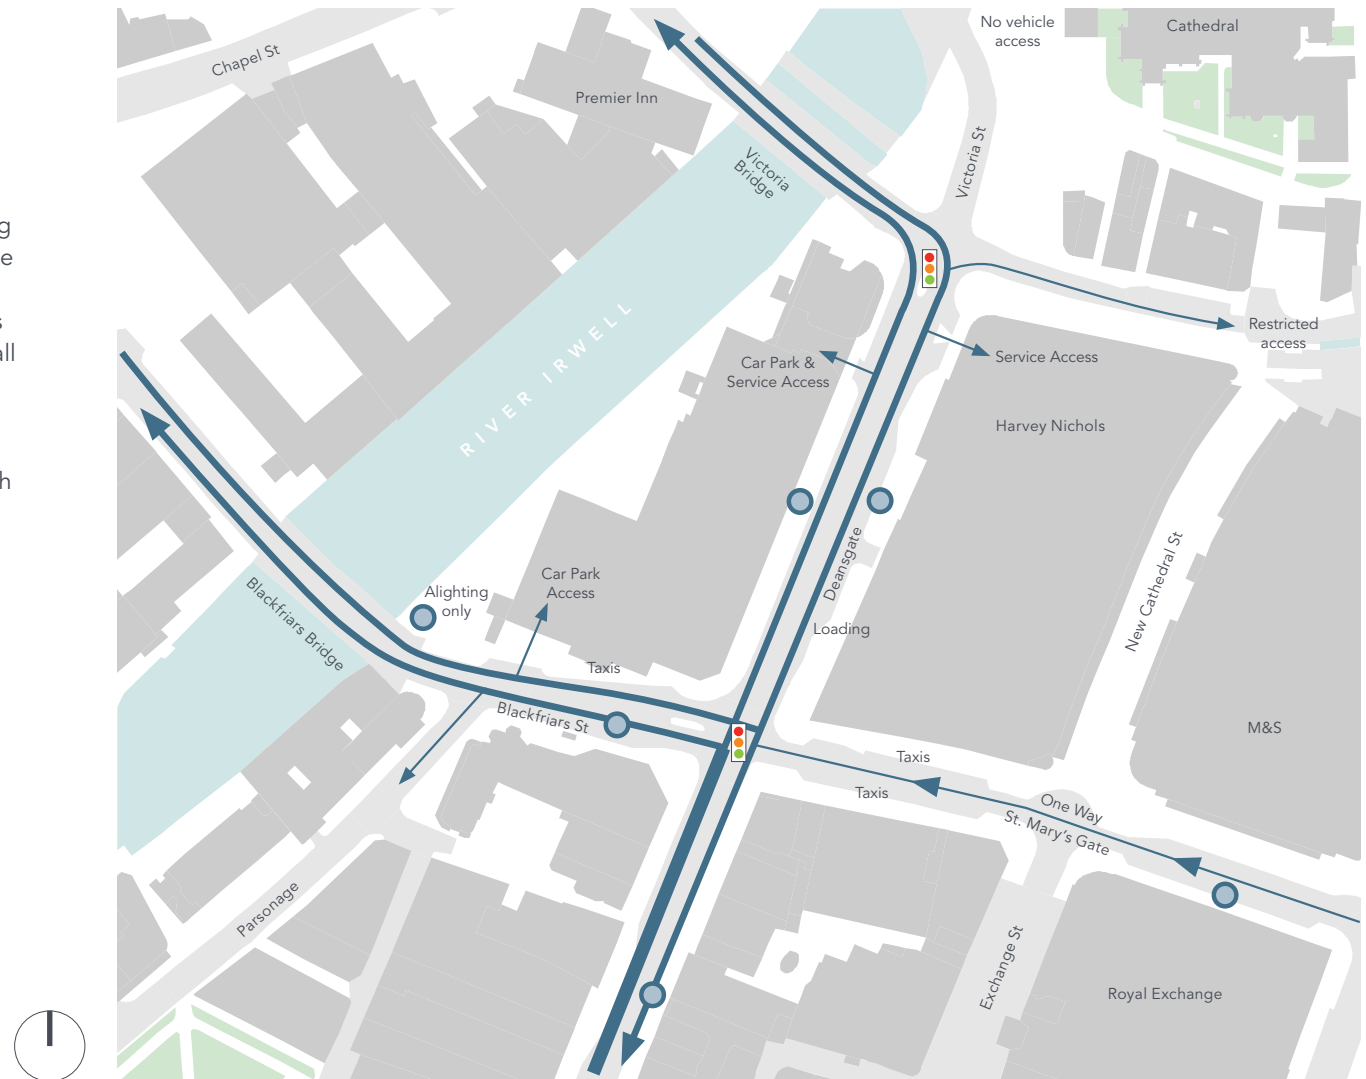 g
e
s
all
h
Chapel St
Premier Inn
No vehicle
access
Cathedral
Victoria
Bridge
Victoria St
RIVER IRWELL
Car Park &
Service Access
Service Access
Restricted
access
Harvey Nichols
Deansgate
New Cathedral St
Car Park
Access
Alighting
only
Blackfriars Bridge
Loading
Taxis
Blackfriars St
M&S
Taxis
Taxis
One Way
St. Mary's Gate
Parsonage
Exchange St
Royal Exchange